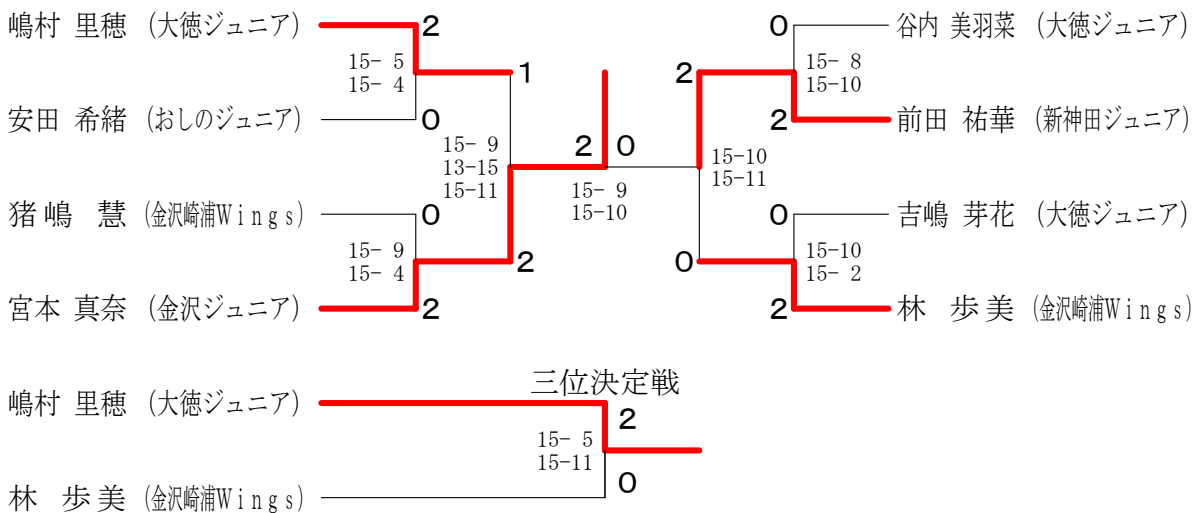 嶋村 里穂 (大徳ジュニア)
2
15- 5
15- 4
安田 希緒 (おしのジュニア)
0
1
15- 9
13-15
15-11
猪嶋 慧 (金沢崎浦Wings)
0
15- 9
15- 4
宮本 真奈 (金沢ジュニア)
2
2
2 0
15- 9
15-10
0
谷内 美羽菜 (大徳ジュニア)
15- 8
15-10
2
前田 祐華 (新神田ジュニア)
2
15-10
15-11
0
吉嶋 芽花 (大徳ジュニア)
15-10
15- 2
0
2
林 歩美 (金沢崎浦Wings)
三位決定戦
嶋村 里穂 (大徳ジュニア)
2
15- 5
15-11
0
林 歩美 (金沢崎浦Wings)